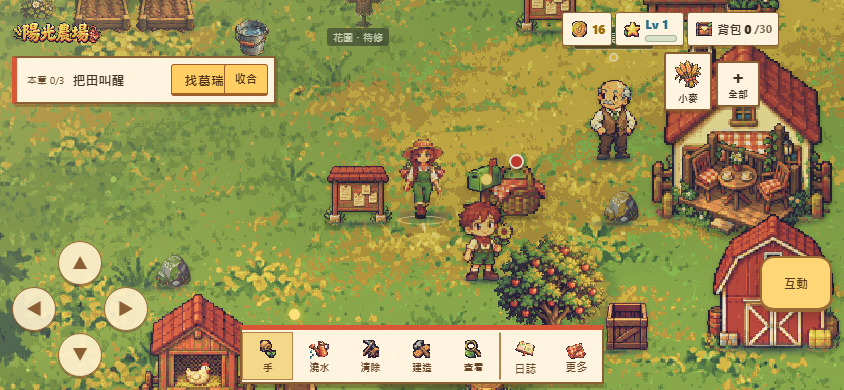 陽光農場
花圃・待修
16
Lv 1
背包 0 /30
本章 0/3 把田叫醒
找葛瑞
收合
小麥
+
全部
互動
手
澆水
清除
建造
查看
日誌
更多